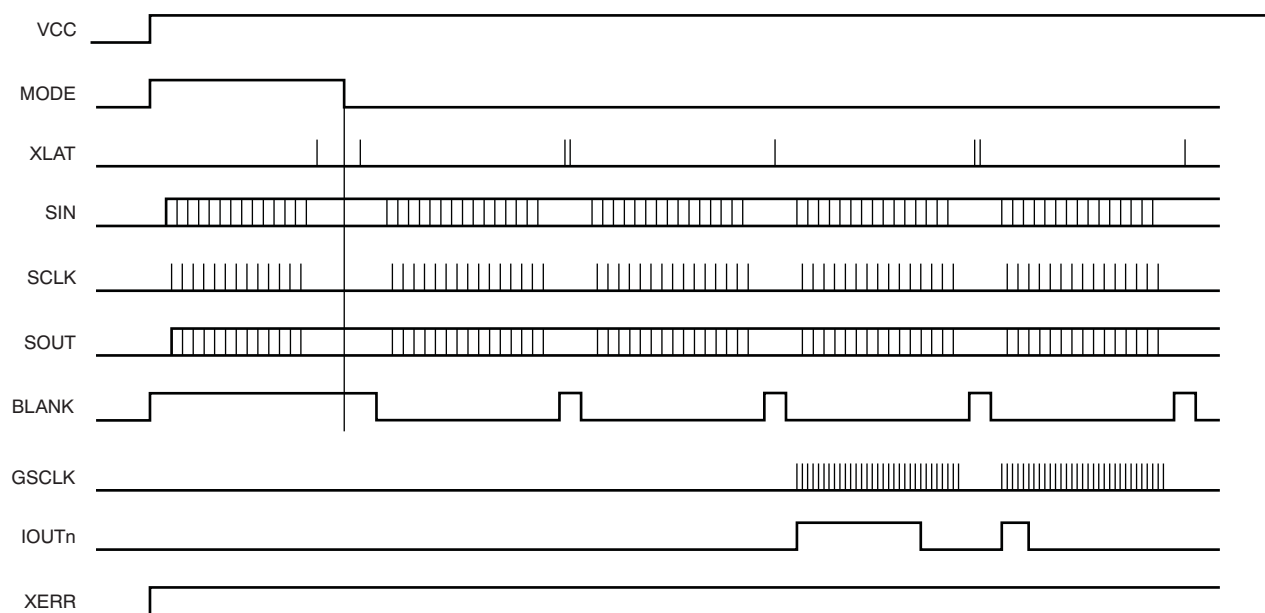 VCC
MODE
XLAT
SIN
SCLK
SOUT
BLANK
GSCLK
IOUTn
XERR